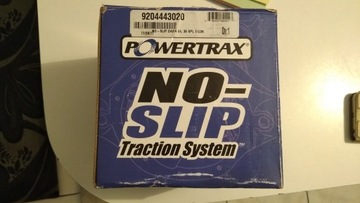 9204443020
POWERTRAX
NO-
SLIP
Traction System